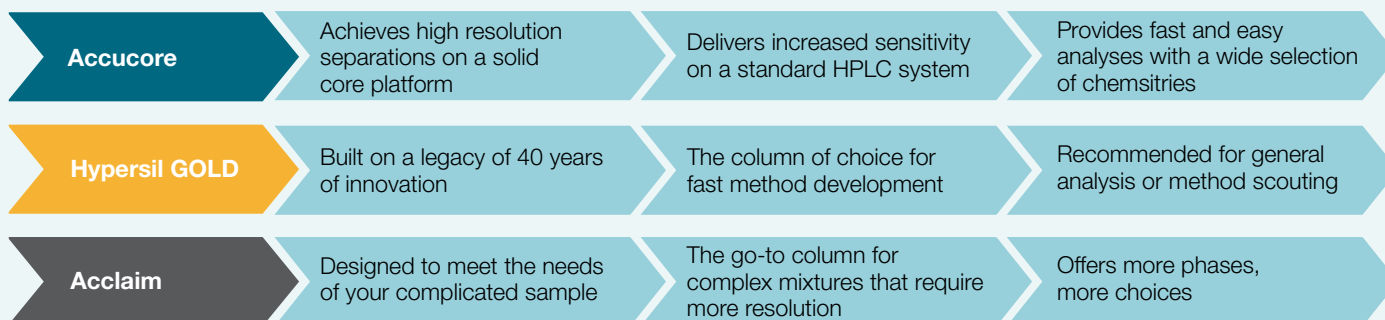 Accucore
Achieves high resolution
separations on a solid
core platform
Delivers increased sensitivity
on a standard HPLC system
Provides fast and easy
analyses with a wide selection
of chemsitries
Hypersil GOLD
Built on a legacy of 40 years
of innovation
The column of choice for
fast method development
Recommended for general
analysis or method scouting
Acclaim
Designed to meet the needs
of your complicated sample
The go-to column for
complex mixtures that require
more resolution
Offers more phases,
more choices